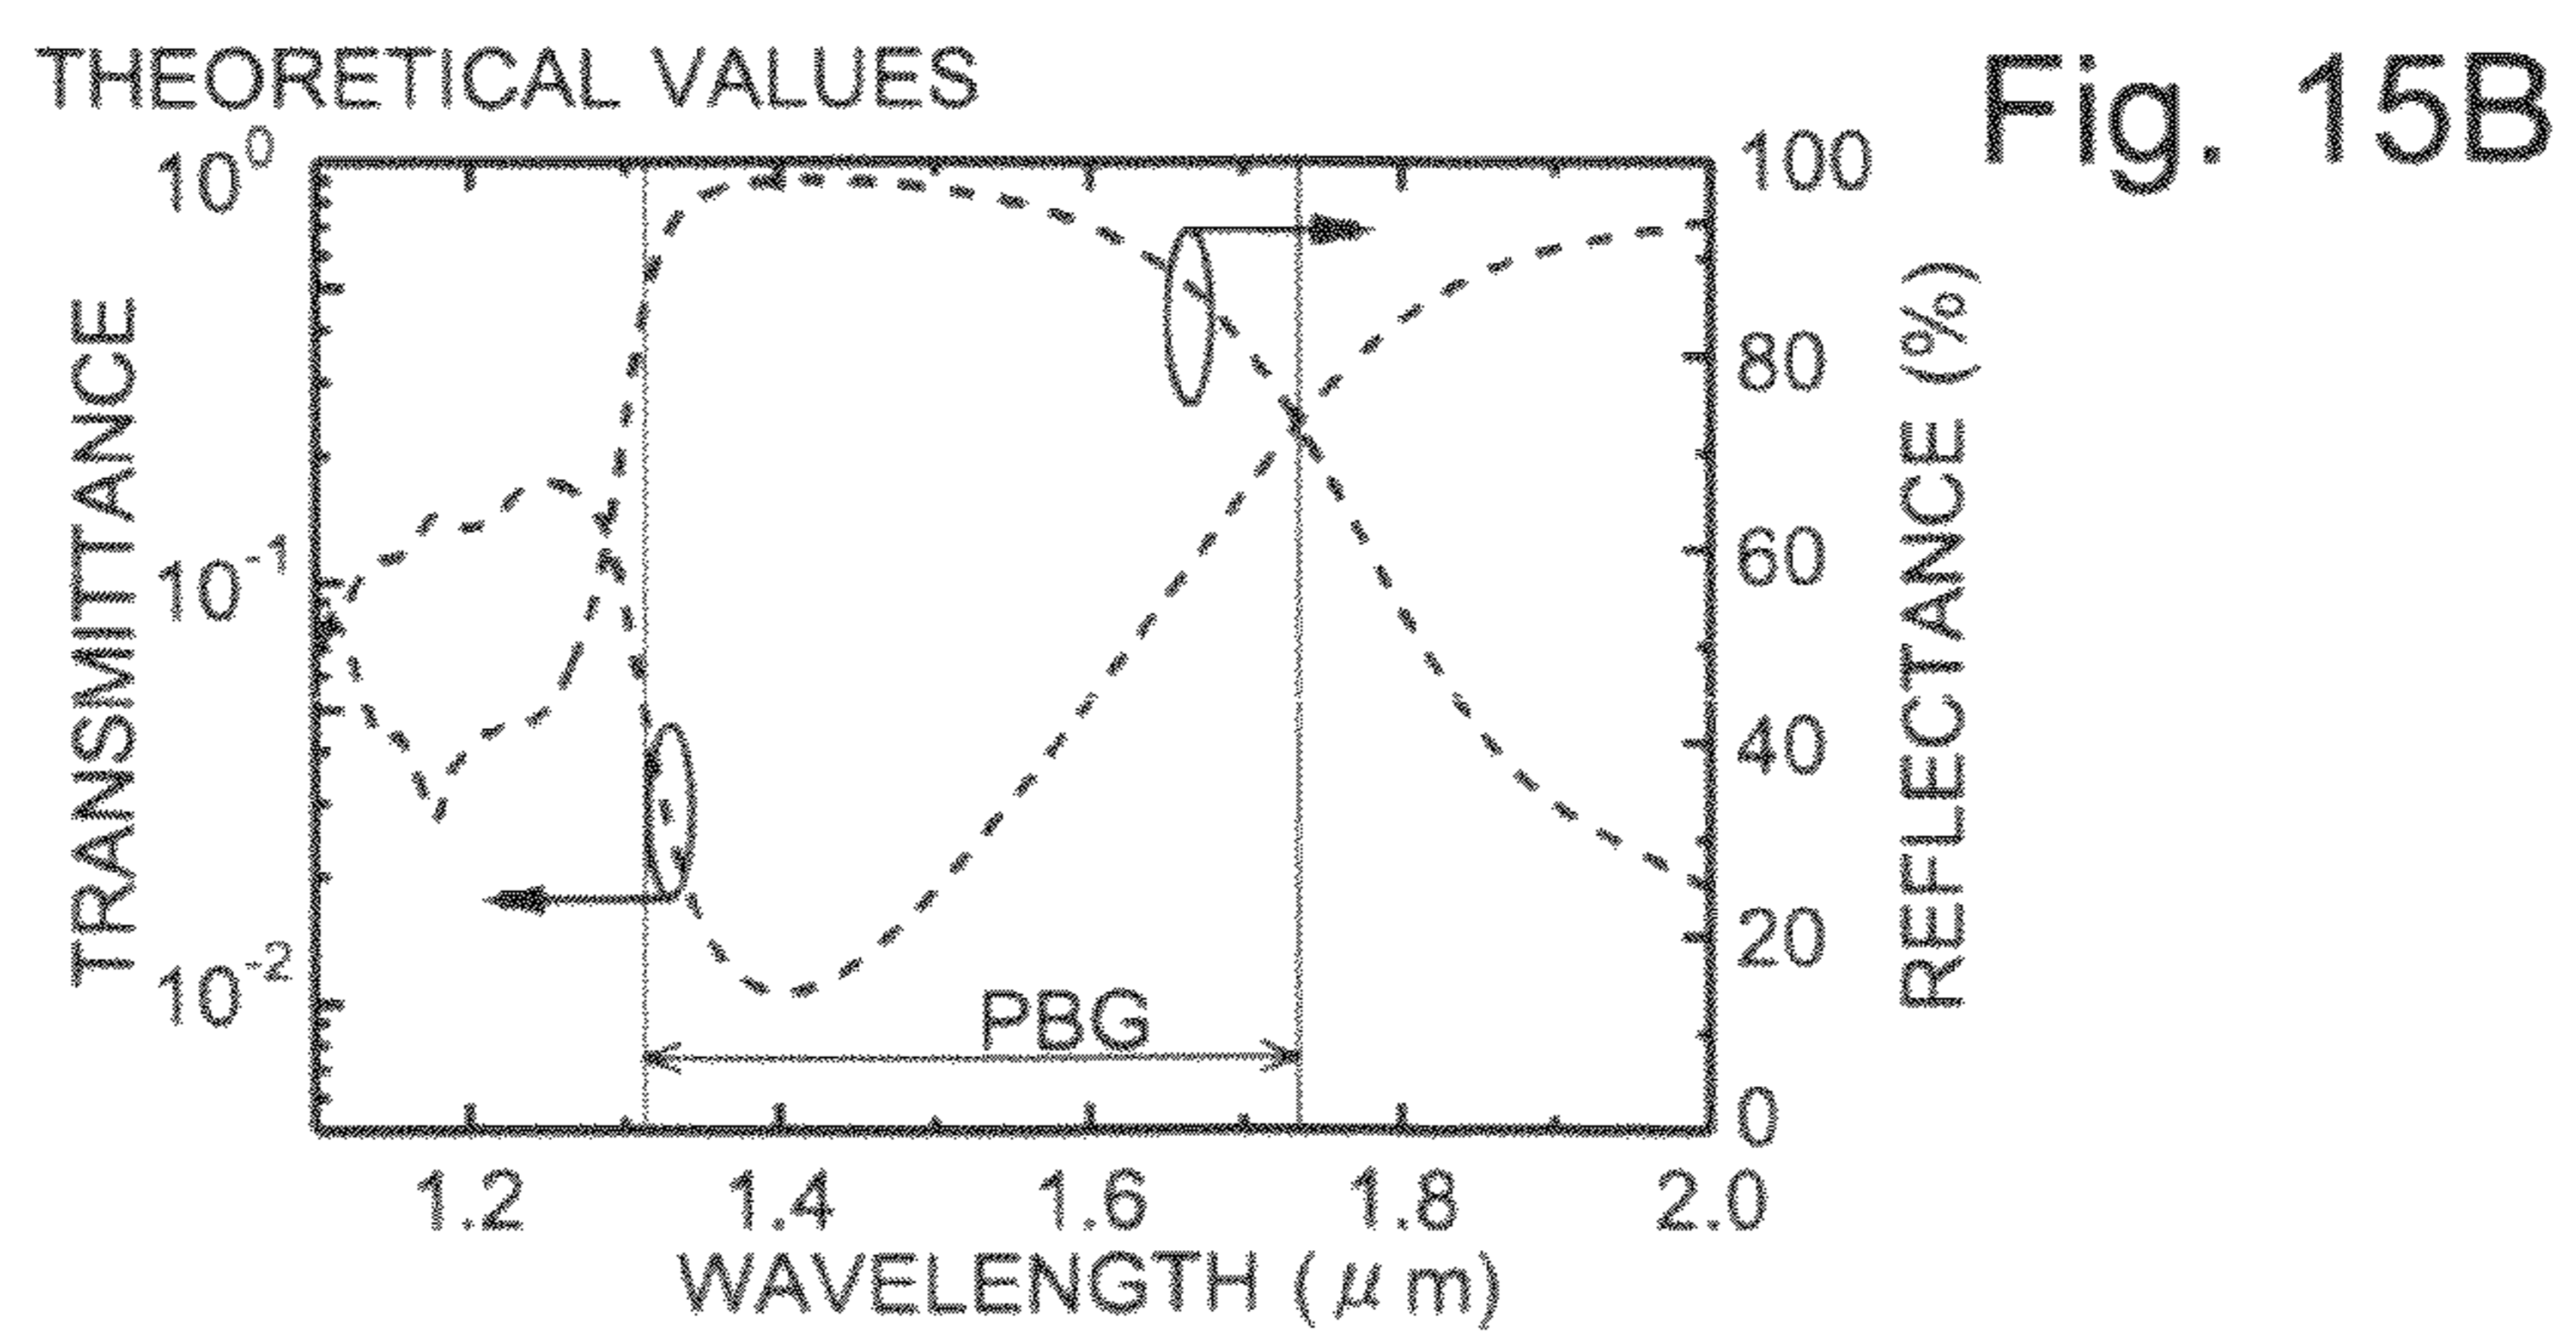 THEORETICAL VALUES
Fig. 15B
10⁰
10⁻¹
10⁻²
TRANSMITTANCE
100
80
60
40
20
0
REFLECTANCE (%)
PBG
1.2 1.4 1.6 1.8 2.0
WAVELENGTH (μm)